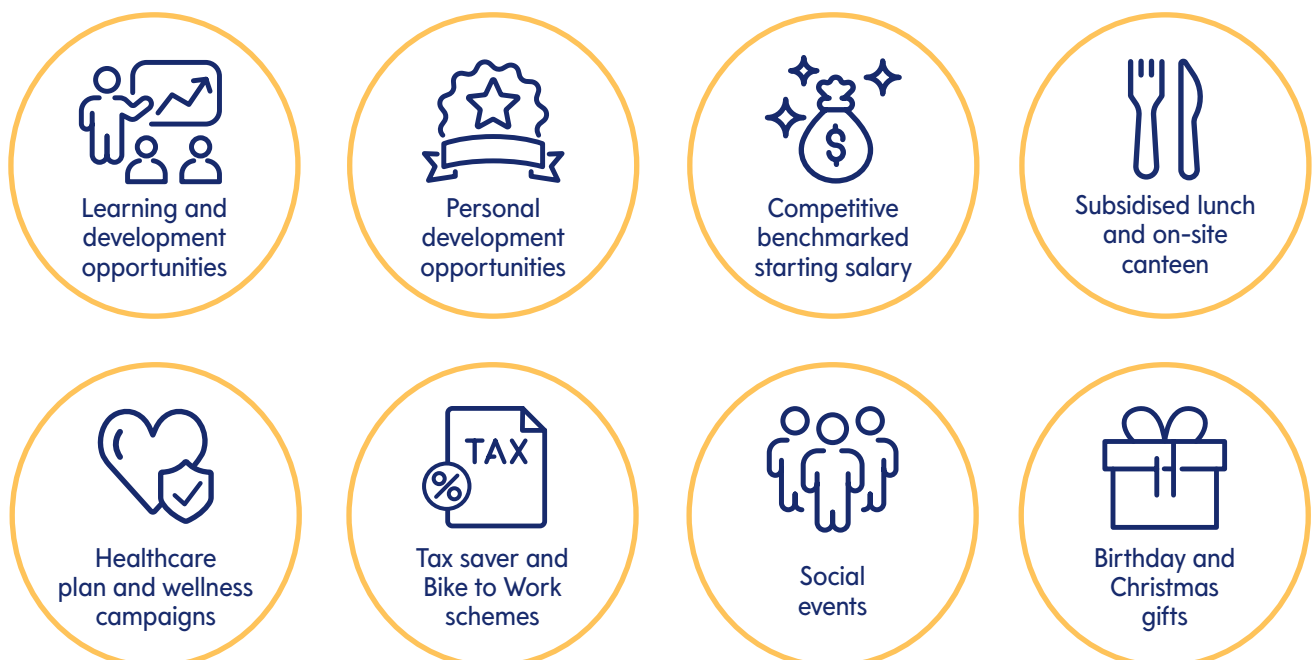 Learning and
development
opportunities
Personal
development
opportunities
$
Competitive
benchmarked
starting salary
Subsidised lunch
and on-site
canteen
Healthcare
plan and wellness
campaigns
TAX
%
Tax saver and
Bike to Work
schemes
Social
events
Birthday and
Christmas
gifts